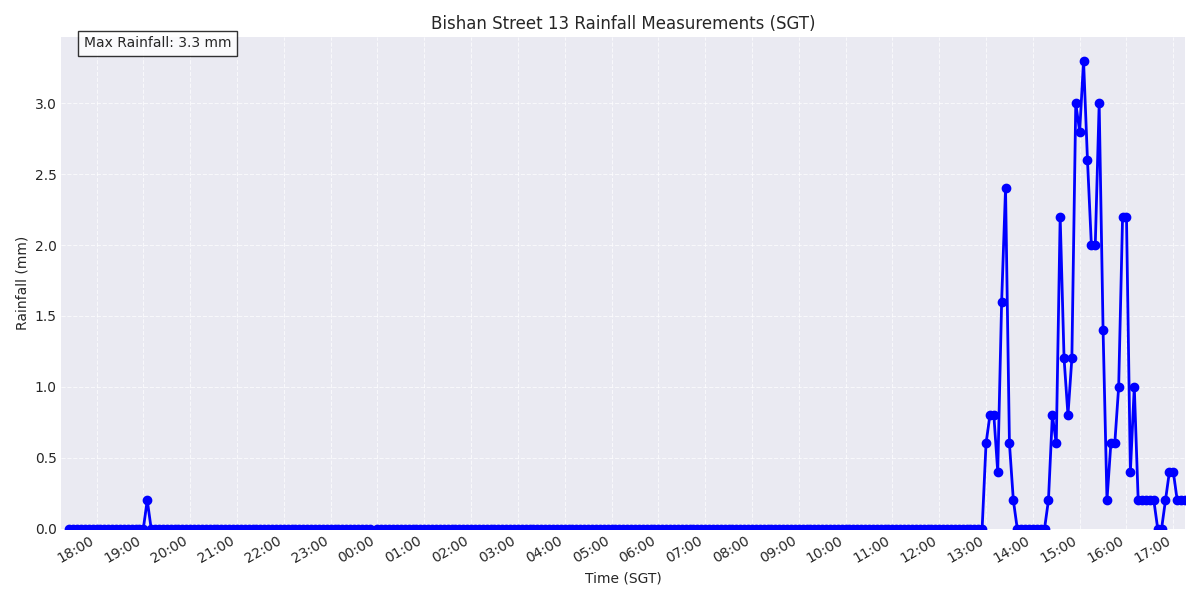 Bishan Street 13 Rainfall Measurements (SGT)
Max Rainfall: 3.3 mm
Rainfall (mm)
3.0
2.5
2.0
1.5
1.0
0.5
0.0
18:00 19:00 20:00 21:00 22:00 23:00 00:00 01:00 02:00 03:00 04:00 05:00 06:00 07:00 08:00 09:00 10:00 11:00 12:00 13:00 14:00 15:00 16:00 17:00
Time (SGT)